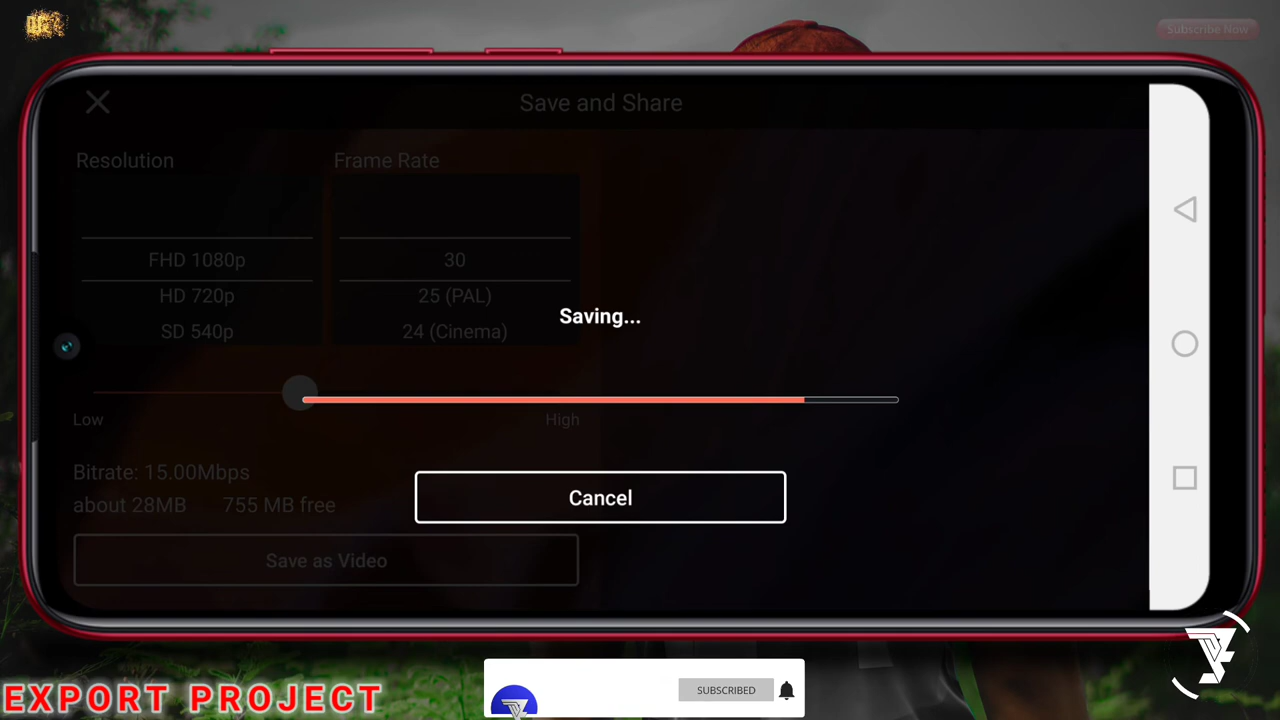 Subscribe Now
Save and Share
Resolution
Frame Rate
FHD 1080p
30
HD 720p
25 (PAL)
SD 540p
24 (Cinema)
Saving...
Low
High
Bitrate: 15.00Mbps
about 28MB
755 MB free
Cancel
Save as Video
SUBSCRIBED
EXPORT PROJECT